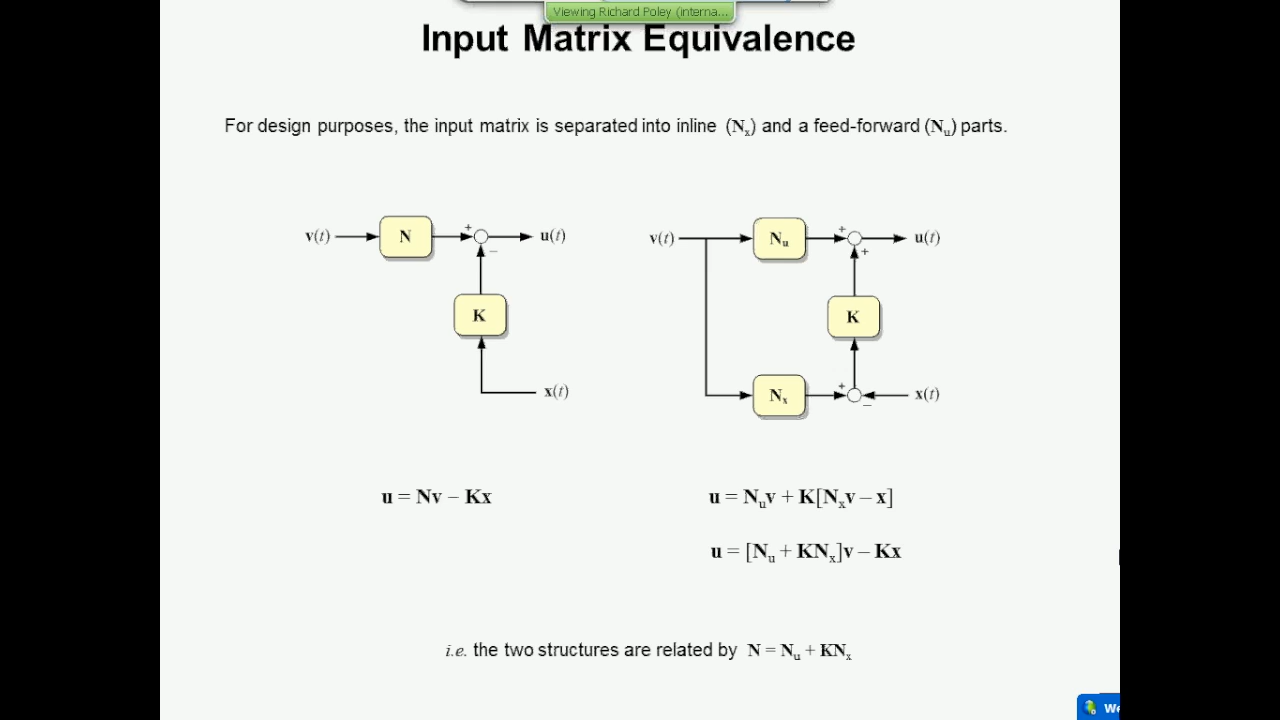 Viewing Richard Poley (interna...
Input Matrix Equivalence
For design purposes, the input matrix is separated into inline (Nx) and a feed-forward (Nu) parts.
v(t) N + − u(t)
K
x(t)
v(t) Nu + + u(t)
K
Nx + − x(t)
u = Nv − Kx
u = Nuv + K[Nxv − x]
u = [Nu + KNx]v − Kx
i.e. the two structures are related by N = Nu + KNx